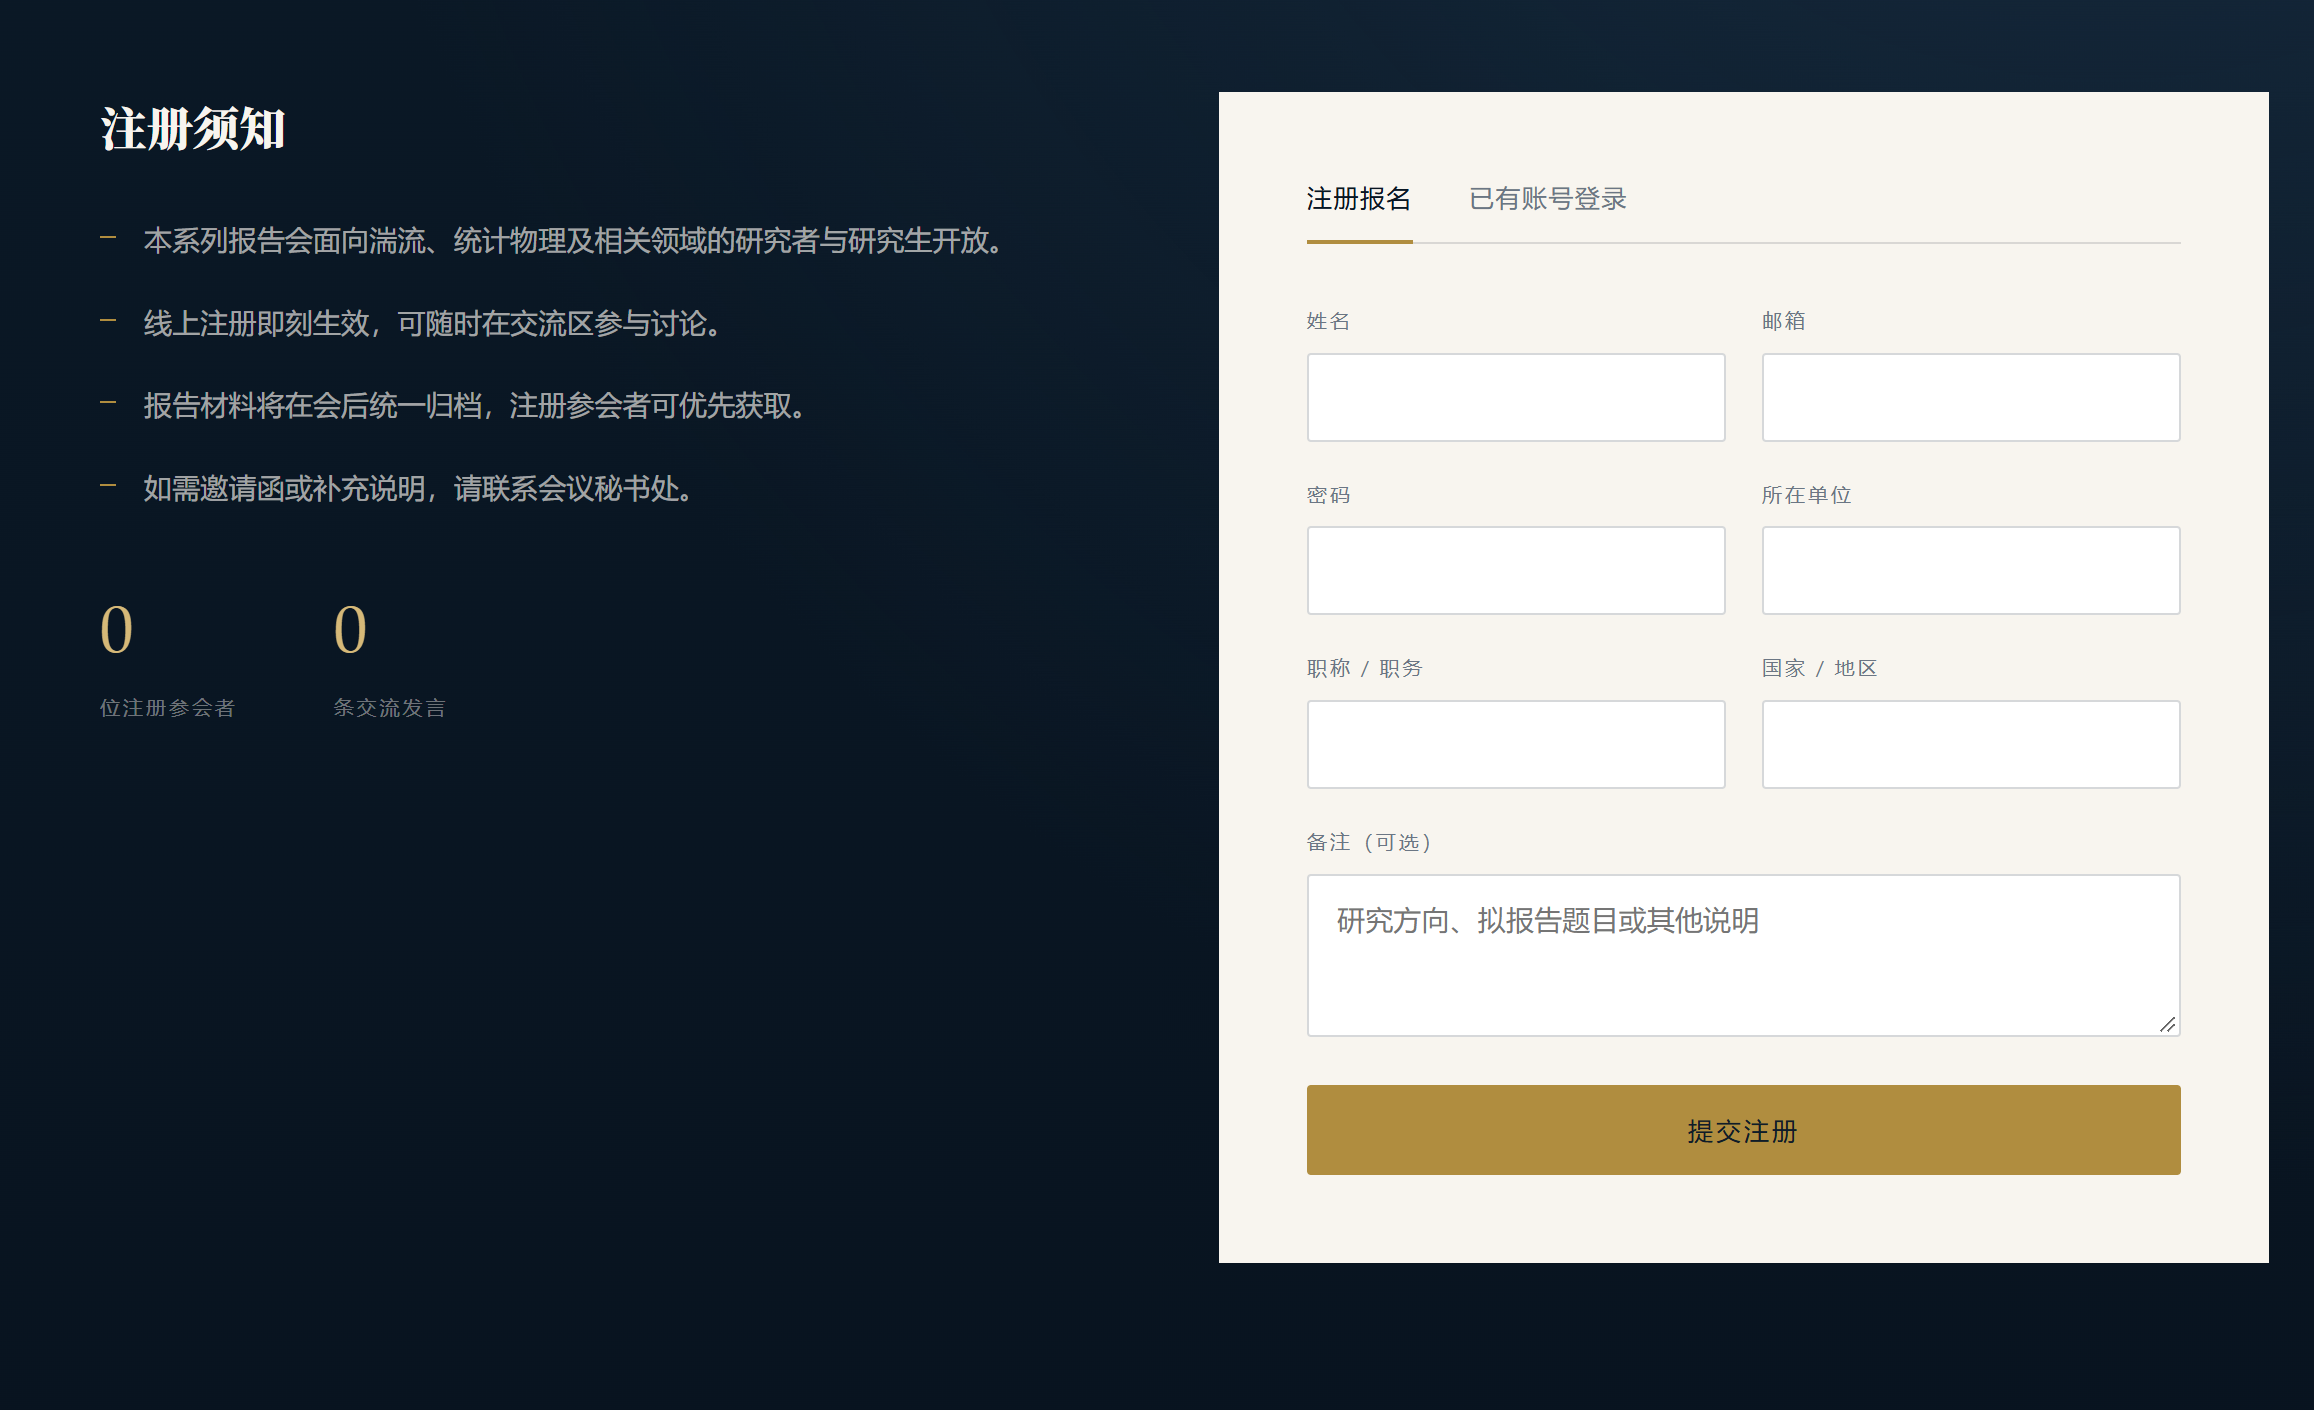 注册须知
本系列报告会面向湍流、统计物理及相关领域的研究者与研究生开放。
线上注册即刻生效，可随时在交流区参与讨论。
报告材料将在会后统一归档，注册参会者可优先获取。
如需邀请函或补充说明，请联系会议秘书处。
0
位注册参会者
0
条交流发言
注册报名
已有账号登录
姓名
邮箱
密码
所在单位
职称 / 职务
国家 / 地区
备注（可选）
研究方向、拟报告题目或其他说明
提交注册